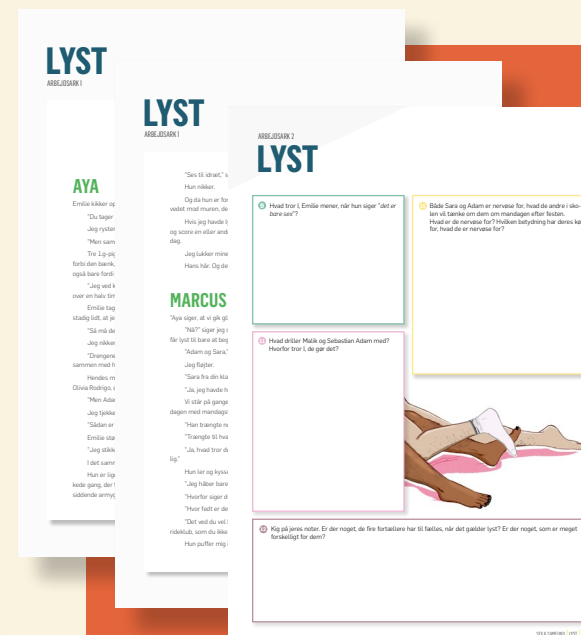 LYST
ARBEJDSARK 1
AYA
Emilie kikker op
"Du tager
Jeg ryster
"Men sam
Tre 1.g-pig
forbi den bænk,
også bare fordi
"Jeg ved k
over en halv tim
Emilie tag
stadig lidt, at je
"Så må de
Jeg nikker
"Drengene
sammen med h
Hendes m
Olivia Rodrigo,
"Men Ada
Jeg tjekke
"Sådan er
Emilie stø
"Jeg stikk
I det samm
Hun er lig
kede gang, der
siddende armyg
LYST
ARBEJDSARK 1
"Ses til idræt,"
Hun nikker.
Og da hun er for
vedet mod muren, de
Hvis jeg havde l
og score en eller and
dag.
Jeg lukker mine
Hans hår. Og de
MARCUS
"Aya siger, at vi gik gl
"Nå?" siger jeg
får lyst til bare at beg
"Adam og Sara,"
Jeg fløjter.
"Sara fra din kla
"Ja, jeg havde h
Vi står på gange
dagen med mandags
"Han trængte n
"Trængte til hva
"Ja, hvad tror d
lig."
Hun ler og kysse
"Jeg håber bare
"Hvorfor siger d
"Hvor fedt er de
"Det ved du vel
rideklub, som du ikke
Hun puffer mig i
ARBEJDSARK 2
LYST
Hvad tror I, Emilie mener, når hun siger "det er
bare sex"?
Både Sara og Adam er nervøse for, hvad de andre i sko-
len vil tænke om dem om mandagen efter festen.
Hvad er de nervøse for? Hvilken betydning har deres kø
for, hvad de er nervøse for?
Hvad driller Malik og Sebastian Adam med?
Hvorfor tror I, de gør det?
Kig på jeres noter. Er der noget, de fire fortællere har til fælles, når det gælder lyst? Er der noget, som er meget
forskelligt for dem?